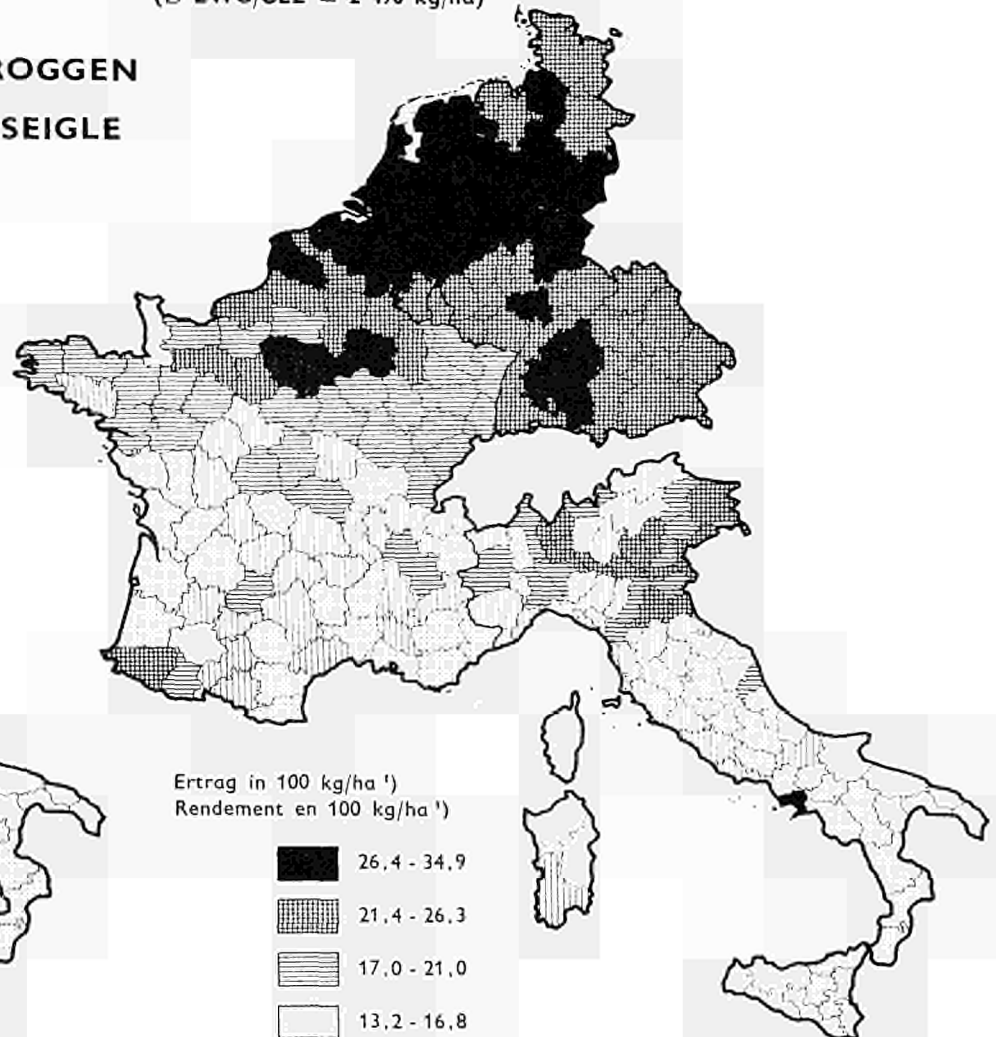 ROGGEN
SEIGLE
Ertrag in 100 kg/ha ¹)
Rendement en 100 kg/ha ¹)
26,4 - 34,9
21,4 - 26,3
17,0 - 21,0
13,2 - 16,8